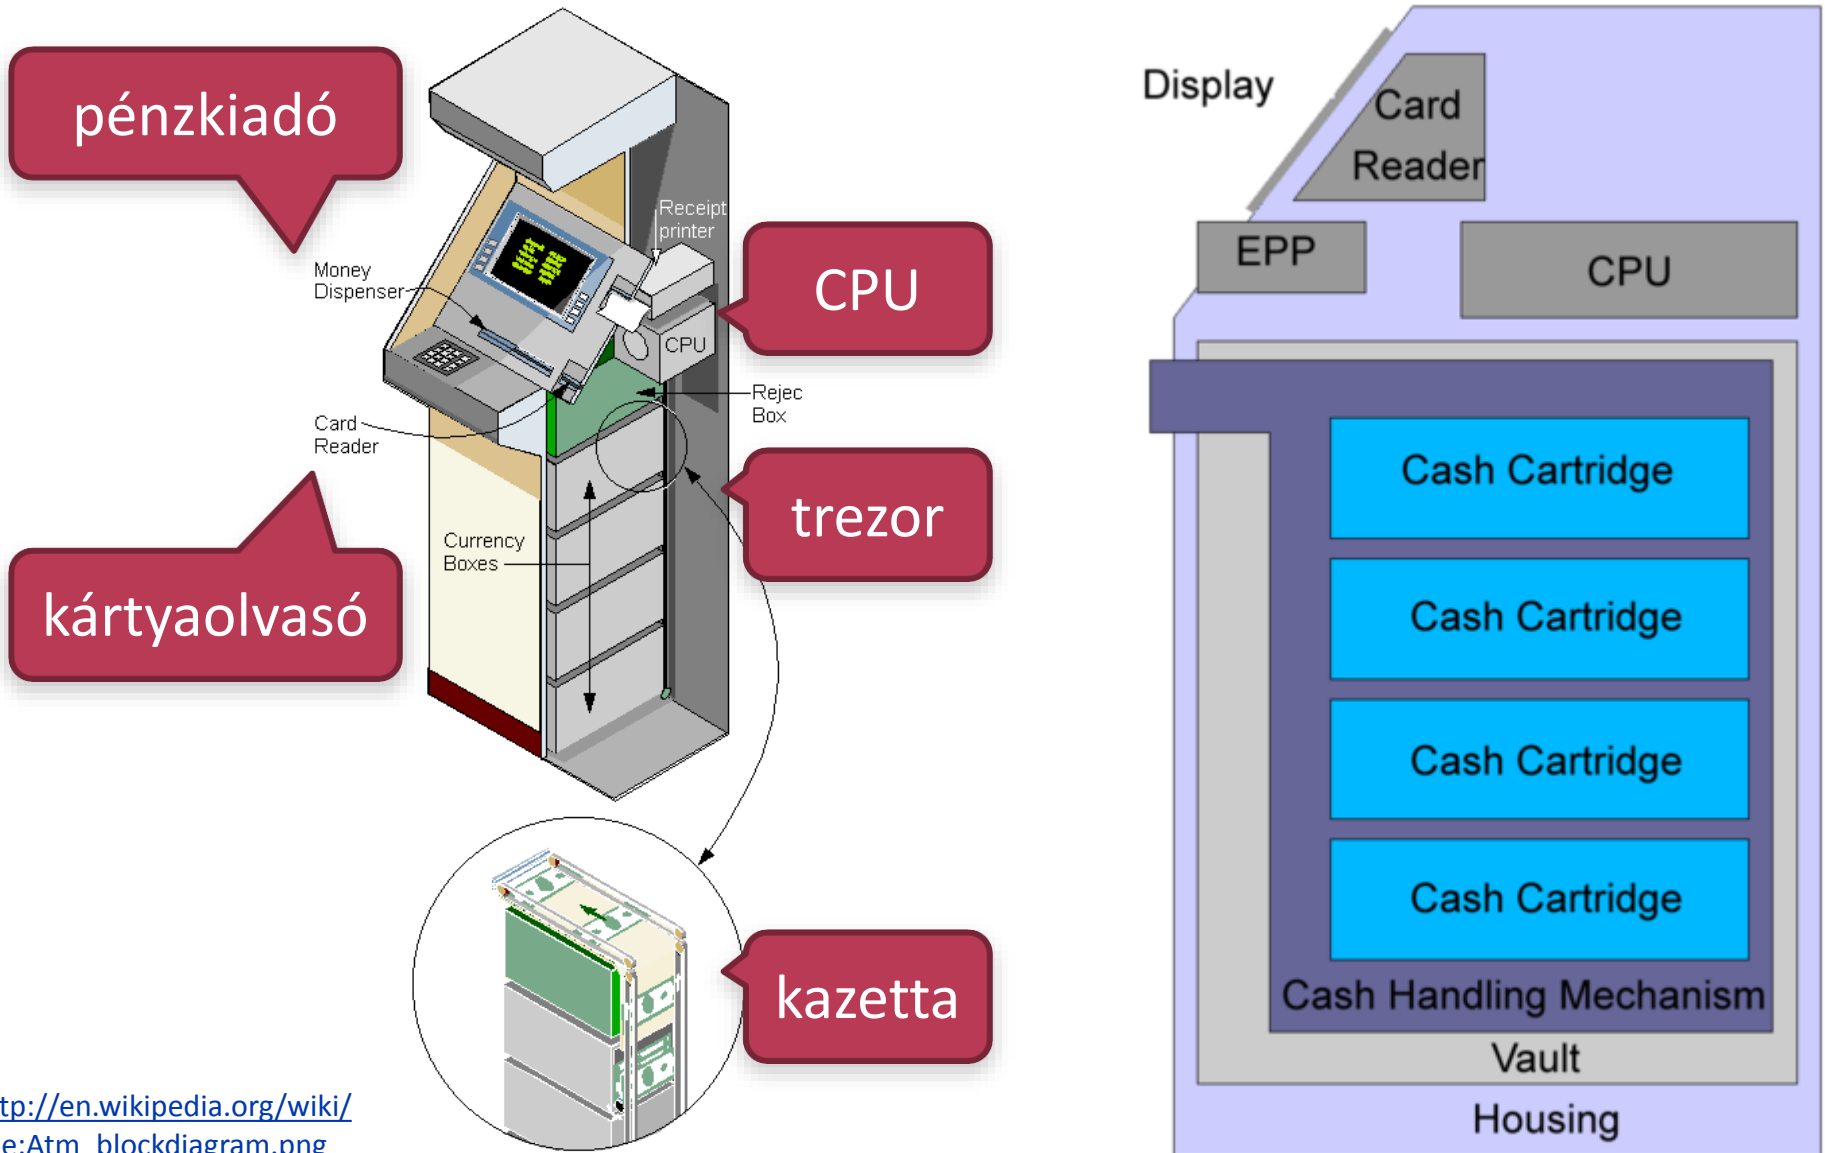 pénzkiadó
Receipt
printer
CPU
Money
Dispenser
CPU
Rejec
Box
Card
Reader
trezor
Currency
Boxes
kártyaolvasó
kazetta
tp://en.wikipedia.org/wiki/
e:Atm_blockdiagram.png
Display
Card
Reader
EPP
CPU
Cash Cartridge
Cash Cartridge
Cash Cartridge
Cash Cartridge
Cash Handling Mechanism
Vault
Housing